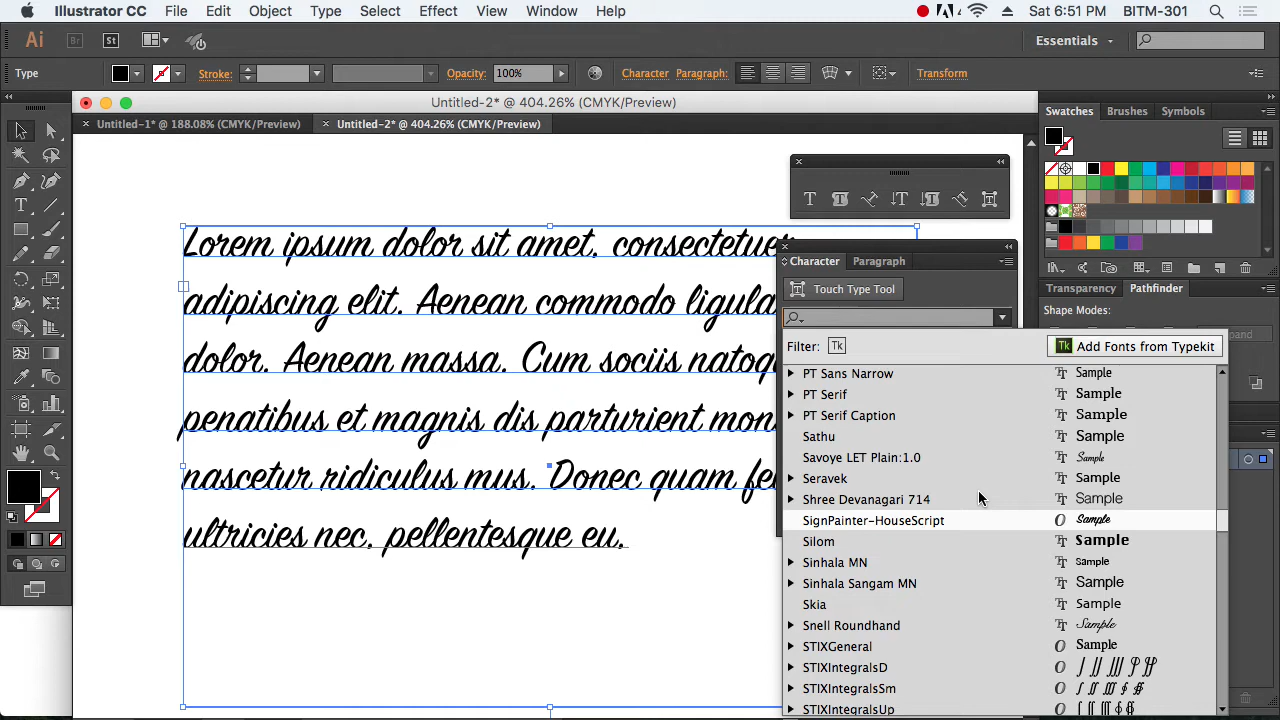 Illustrator CC File Edit Object Type Select Effect View Window Help 4 Sat 6:51 PM BITM-301
Ai Br St Essentials
Type Stroke: Opacity: 100% Character Paragraph: Transform
Untitled-2* @ 404.26% (CMYK/Preview)
Untitled-1* @ 188.08% (CMYK/Preview)
Untitled-2* @ 404.26% (CMYK/Preview)
Swatches Brushes Symbols
Lorem ipsum dolor sit amet, consectetuer
adipiscing elit. Aenean commodo ligula
dolor. Aenean massa. Cum sociis natoq
penatibus et magnis dis parturient mon
nascetur ridiculus mus. Donec quam fe
ultricies nec, pellentesque eu,
Character Paragraph
Touch Type Tool
Transparency Pathfinder
Shape Modes:
Expand
Filter: Tk
Tk Add Fonts from Typekit
PT Sans Narrow Sample
PT Serif Sample
PT Serif Caption Sample
Sathu Sample
Savoye LET Plain:1.0 Sample
Seravek Sample
Shree Devanagari 714 Sample
SignPainter-HouseScript Sample
Silom Sample
Sinhala MN Sample
Sinhala Sangam MN Sample
Skia Sample
Snell Roundhand Sample
STIXGeneral Sample
STIXIntegralsD
STIXIntegralsSm
STIXIntegralsUp